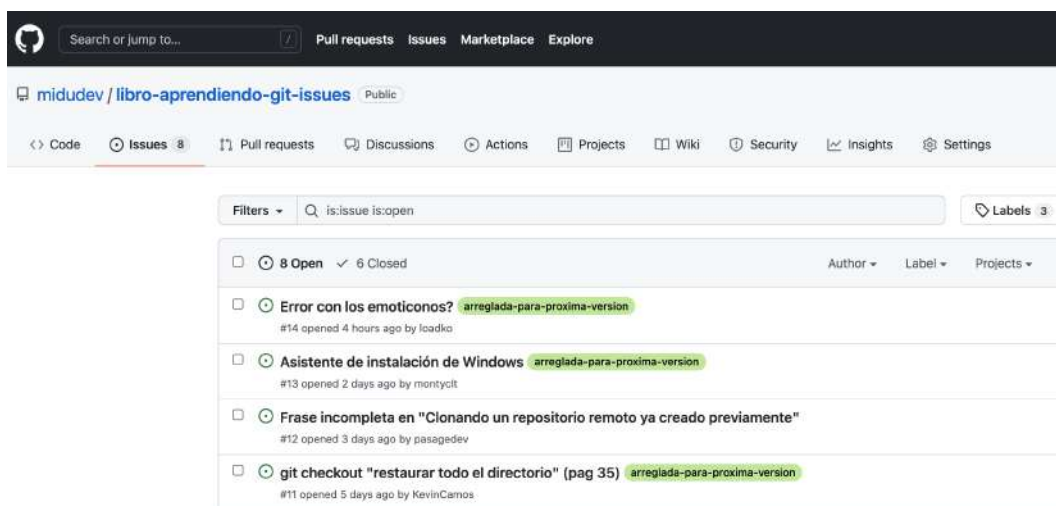 Search or jump to... / Pull requests Issues Marketplace Explore
midudev / libro-aprendiendo-git-issues Public
<> Code Issues 8 Pull requests Discussions Actions Projects Wiki Security Insights Settings
Filters is:issue is:open Labels 3
8 Open 6 Closed Author Label Projects
Error con los emoticonos? arreglada-para-proxima-version
#14 opened 4 hours ago by loadko
Asistente de instalación de Windows arreglada-para-proxima-version
#13 opened 2 days ago by montyclt
Frase incompleta en "Clonando un repositorio remoto ya creado previamente"
#12 opened 3 days ago by pasagedev
git checkout "restaurar todo el directorio" (pag 35) arreglada-para-proxima-version
#11 opened 5 days ago by KevinCamos